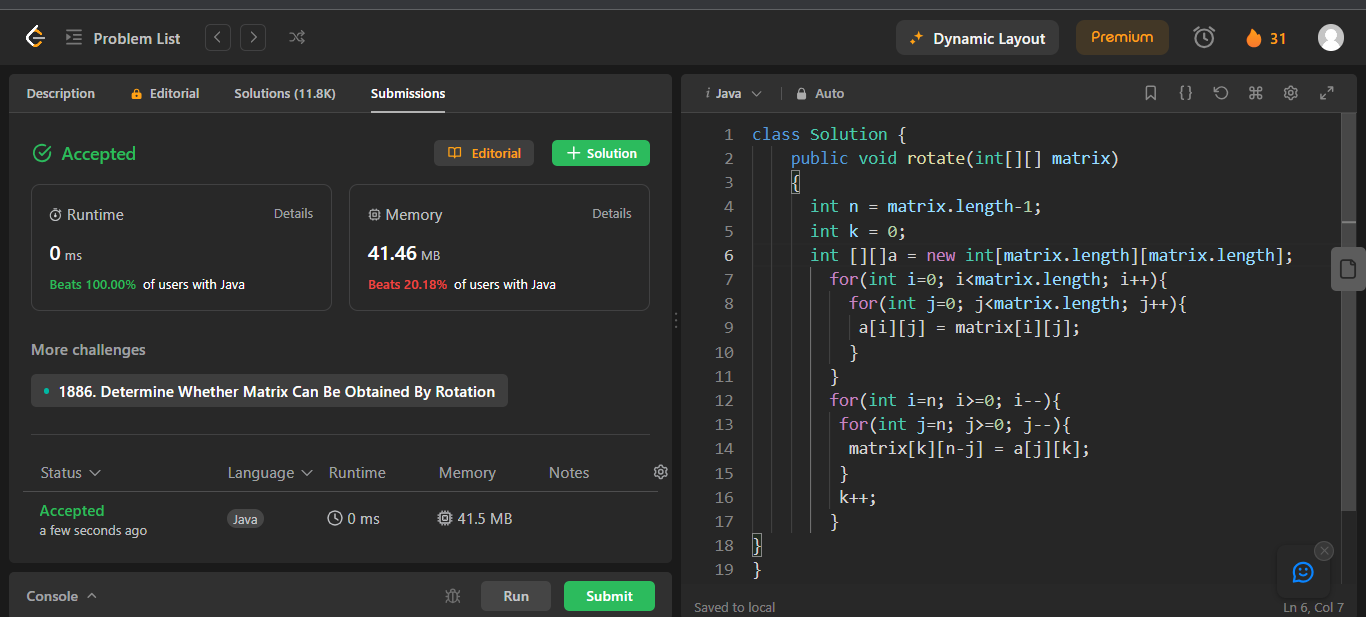 Problem List
Dynamic Layout
Premium
31
Description
Editorial
Solutions (11.8K)
Submissions
Accepted
Editorial
+ Solution
Runtime
Details
0 ms
Beats 100.00% of users with Java
Memory
Details
41.46 MB
Beats 20.18% of users with Java
More challenges
1886. Determine Whether Matrix Can Be Obtained By Rotation
Status Language Runtime Memory Notes
Accepted
a few seconds ago
Java
0 ms
41.5 MB
Console
Run
Submit
i Java
Auto
1 class Solution {
2 public void rotate(int[][] matrix)
3 {
4 int n = matrix.length-1;
5 int k = 0;
6 int [][]a = new int[matrix.length][matrix.length];
7 for(int i=0; i<matrix.length; i++){
8 for(int j=0; j<matrix.length; j++){
9 a[i][j] = matrix[i][j];
10 }
11 }
12 for(int i=n; i>=0; i--){
13 for(int j=n; j>=0; j--){
14 matrix[k][n-j] = a[j][k];
15 }
16 k++;
17 }
18 }
19 }
Saved to local
Ln 6, Col 7